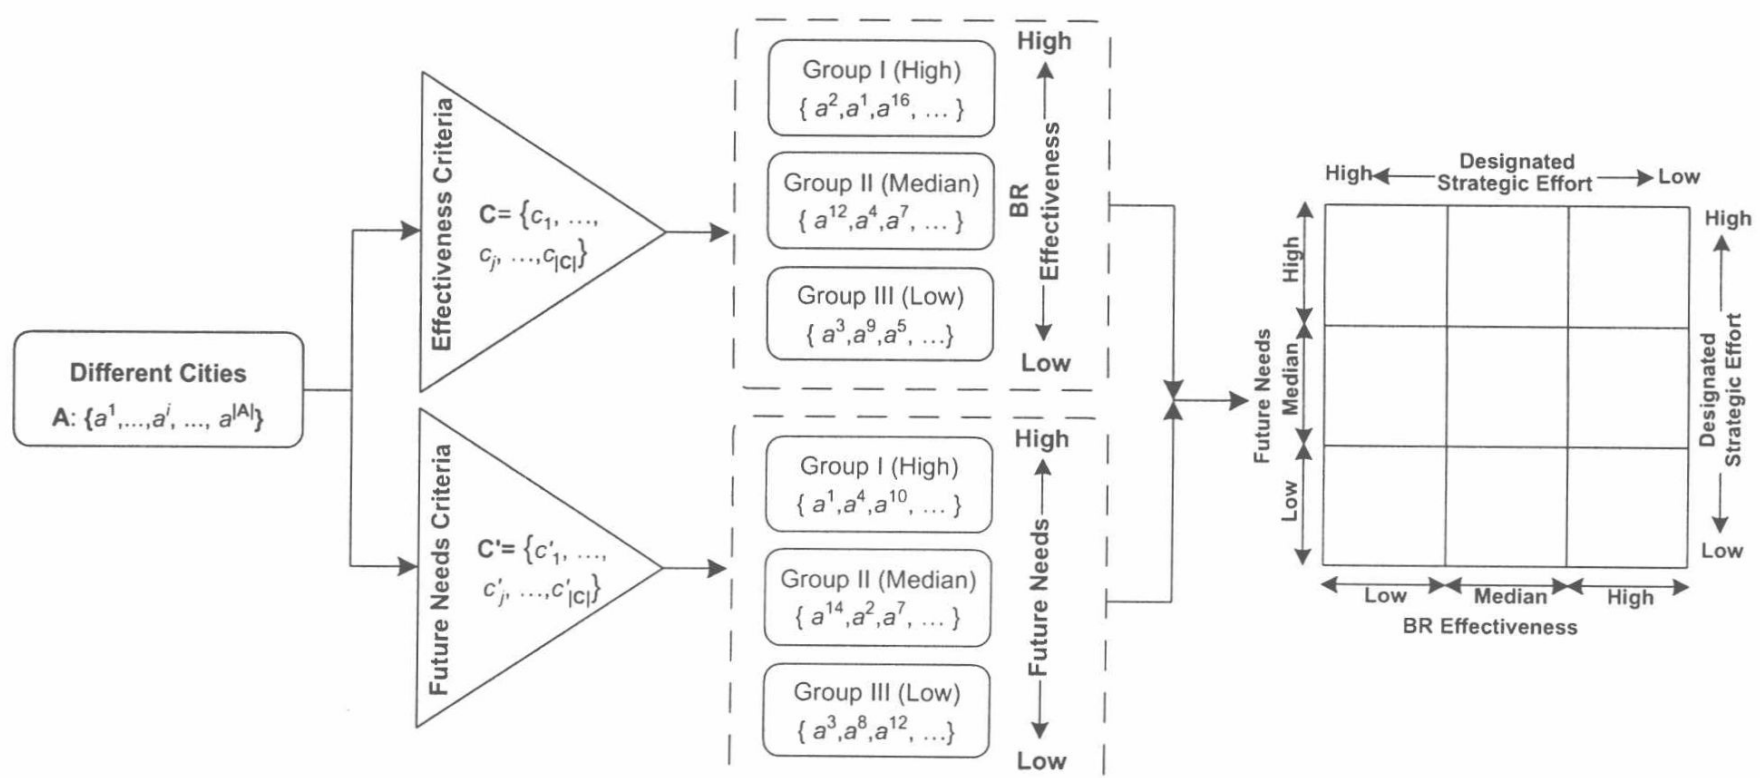 Different Cities
A: {a¹,...,aⁱ, ..., a^|A|}
Effectiveness Criteria
C= {c₁, ...,
cⱼ, ...,c|C|}
Future Needs Criteria
C'= {c'₁, ...,
c'ⱼ, ...,c'|C|}
Group I (High)
{ a²,a¹,a¹⁶, ... }
Group II (Median)
{ a¹²,a⁴,a⁷, ... }
Group III (Low)
{ a³,a⁹,a⁵, ...}
High
BR
Effectiveness
Low
Group I (High)
{ a¹,a⁴,a¹⁰, ... }
Group II (Median)
{ a¹⁴,a²,a⁷, ... }
Group III (Low)
{ a³,a⁸,a¹², ...}
High
Future Needs
Low
High
Designated
Strategic Effort
Low
Future Needs
High
Median
Low
High
Designated
Strategic Effort
Low
Low
Median
High
BR Effectiveness